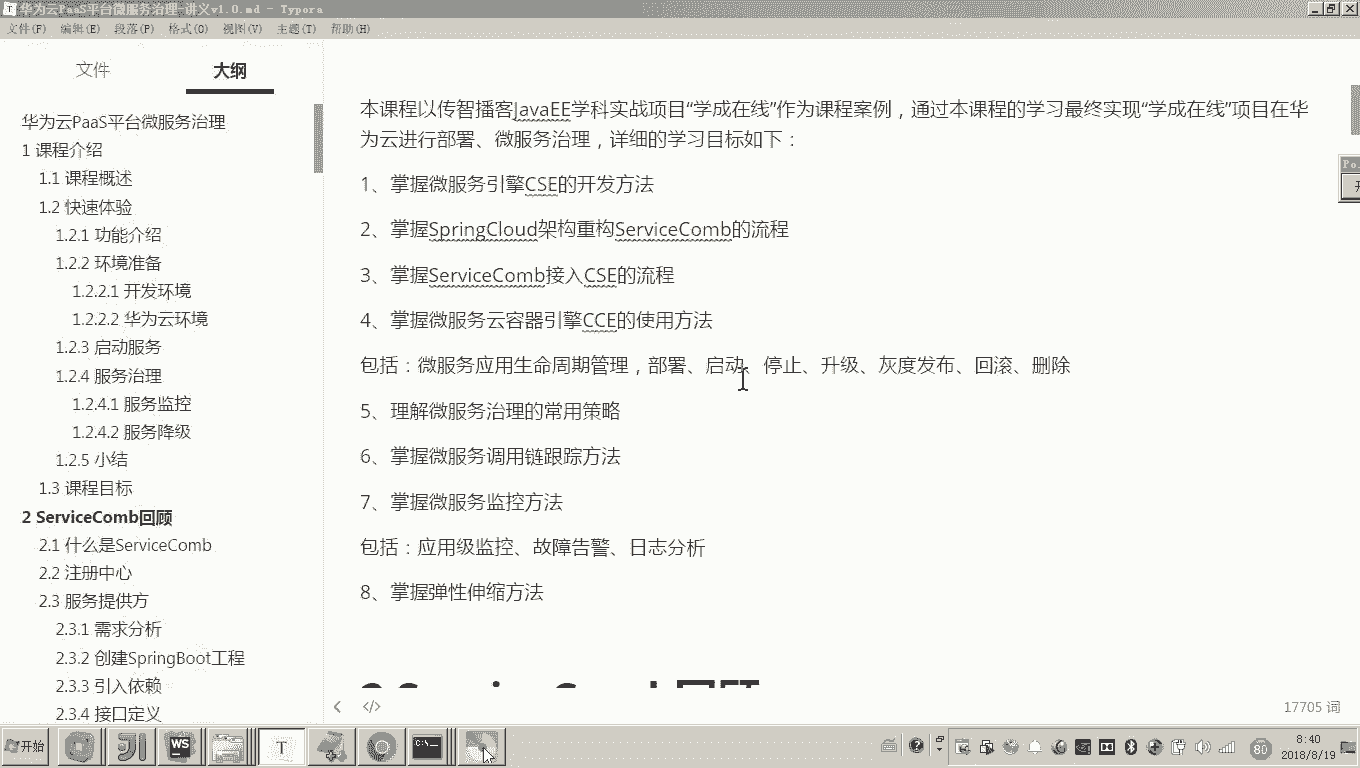 华为云PaaS平台微服务治理-讲义v1.0.md - Typora
文件(F) 编辑(E) 段落(P) 格式(O) 视图(V) 主题(T) 帮助(H)
文件 大纲
华为云PaaS平台微服务治理
1 课程介绍
1.1 课程概述
1.2 快速体验
1.2.1 功能介绍
1.2.2 环境准备
1.2.2.1 开发环境
1.2.2.2 华为云环境
1.2.3 启动服务
1.2.4 服务治理
1.2.4.1 服务监控
1.2.4.2 服务降级
1.2.5 小结
1.3 课程目标
2 ServiceComb回顾
2.1 什么是ServiceComb
2.2 注册中心
2.3 服务提供方
2.3.1 需求分析
2.3.2 创建SpringBoot工程
2.3.3 引入依赖
2.3.4 接口定义
本课程以传智播客JavaEE学科实战项目“学成在线”作为课程案例，通过本课程的学习最终实现“学成在线”项目在华
为云进行部署、微服务治理，详细的学习目标如下：
1、掌握微服务引擎CSE的开发方法
2、掌握SpringCloud架构重构ServiceComb的流程
3、掌握ServiceComb接入CSE的流程
4、掌握微服务云容器引擎CCE的使用方法
包括：微服务应用生命周期管理，部署、启动、停止、升级、灰度发布、回滚、删除
5、理解微服务治理的常用策略
6、掌握微服务调用链跟踪方法
7、掌握微服务监控方法
包括：应用级监控、故障告警、日志分析
8、掌握弹性伸缩方法
2 ServiceComb回顾
17705 词
开始
WS
T
C:\
80
8:40
2018/8/19